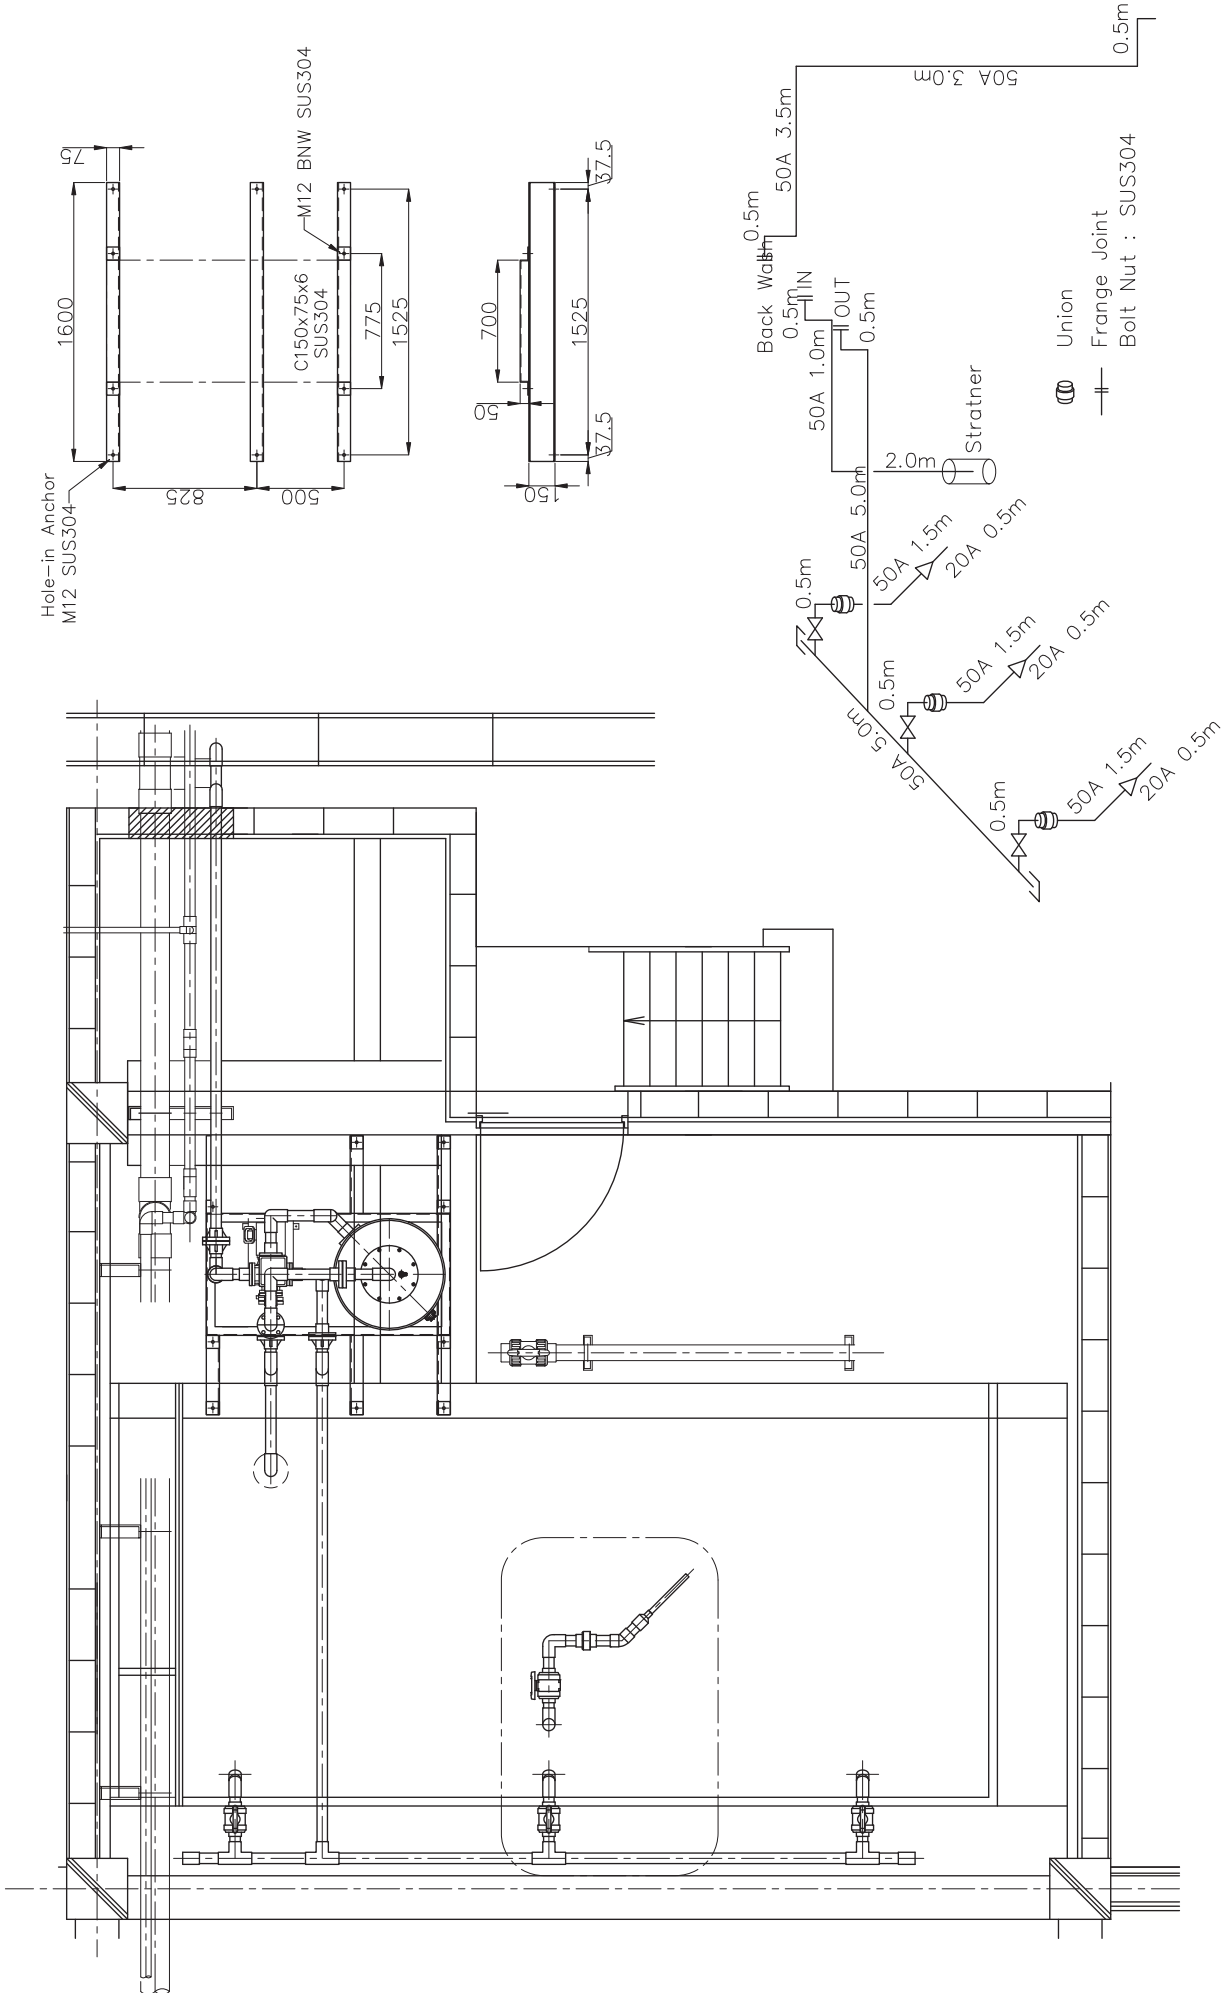 75
1600
M12 BNW SUS304
C150x75x6
SUS304
775
1525
Hole-in Anchor
M12 SUS304
825
500
700
50
1525
37.5
37.5
150
0.5m
50A 3.0m
50A 3.5m
0.5m
Back Wash
0.5m
IN
OUT
0.5m
50A 1.0m
2.0m
Stratner
50A 5.0m
0.5m
50A 1.5m
20A 0.5m
0.5m
50A 1.5m
20A 0.5m
50A 5.0m
0.5m
50A 1.5m
20A 0.5m
Union
Frange Joint
Bolt Nut : SUS304